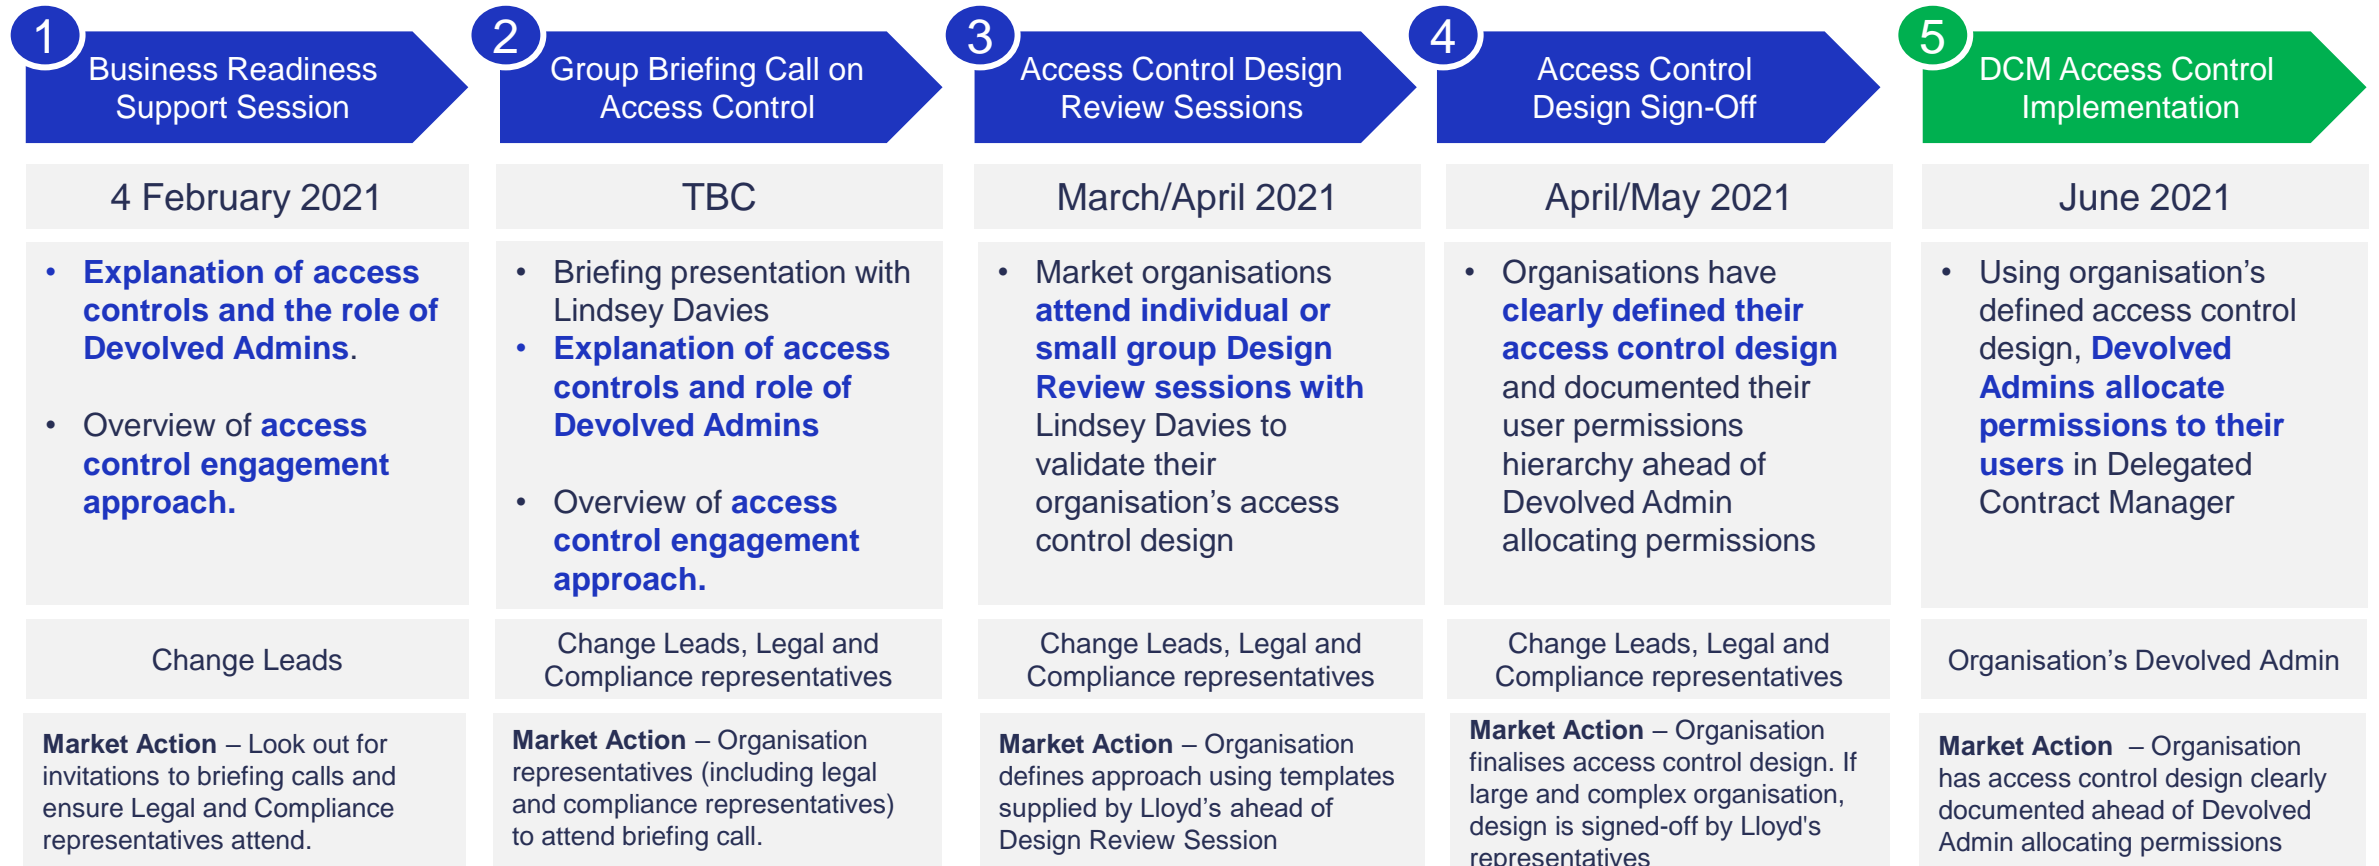 1
Business Readiness
Support Session
2
Group Briefing Call on
Access Control
3
Access Control Design
Review Sessions
4
Access Control
Design Sign-Off
5
DCM Access Control
Implementation
4 February 2021
TBC
March/April 2021
April/May 2021
June 2021
• Explanation of access
controls and the role of
Devolved Admins.
• Overview of access
control engagement
approach.
• Briefing presentation with
Lindsey Davies
• Explanation of access
controls and role of
Devolved Admins
• Overview of access
control engagement
approach.
• Market organisations
attend individual or
small group Design
Review sessions with
Lindsey Davies to
validate their
organisation’s access
control design
• Organisations have
clearly defined their
access control design
and documented their
user permissions
hierarchy ahead of
Devolved Admin
allocating permissions
• Using organisation’s
defined access control
design, Devolved
Admins allocate
permissions to their
users in Delegated
Contract Manager
Change Leads
Change Leads, Legal and
Compliance representatives
Change Leads, Legal and
Compliance representatives
Change Leads, Legal and
Compliance representatives
Organisation’s Devolved Admin
Market Action – Look out for
invitations to briefing calls and
ensure Legal and Compliance
representatives attend.
Market Action – Organisation
representatives (including legal
and compliance representatives)
to attend briefing call.
Market Action – Organisation
defines approach using templates
supplied by Lloyd’s ahead of
Design Review Session
Market Action – Organisation
finalises access control design. If
large and complex organisation,
design is signed-off by Lloyd's
representatives
Market Action – Organisation
has access control design clearly
documented ahead of Devolved
Admin allocating permissions